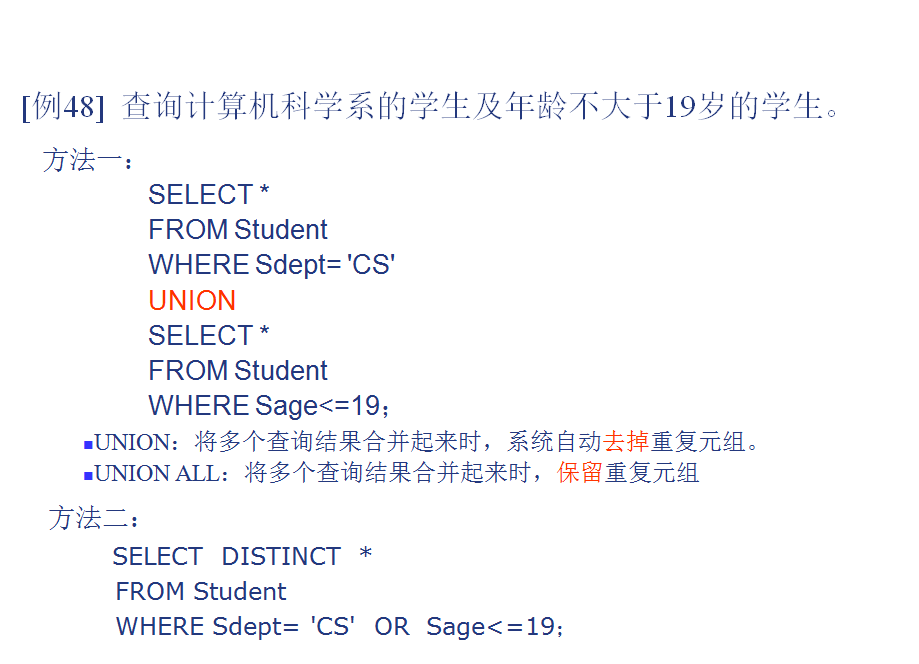 [例48] 查询计算机科学系的学生及年龄不大于19岁的学生。
方法一：
SELECT *
FROM Student
WHERE Sdept= 'CS'
UNION
SELECT *
FROM Student
WHERE Sage<=19；
■UNION：将多个查询结果合并起来时，系统自动去掉重复元组。
■UNION ALL：将多个查询结果合并起来时，保留重复元组
方法二：
SELECT DISTINCT *
FROM Student
WHERE Sdept= 'CS' OR Sage<=19；